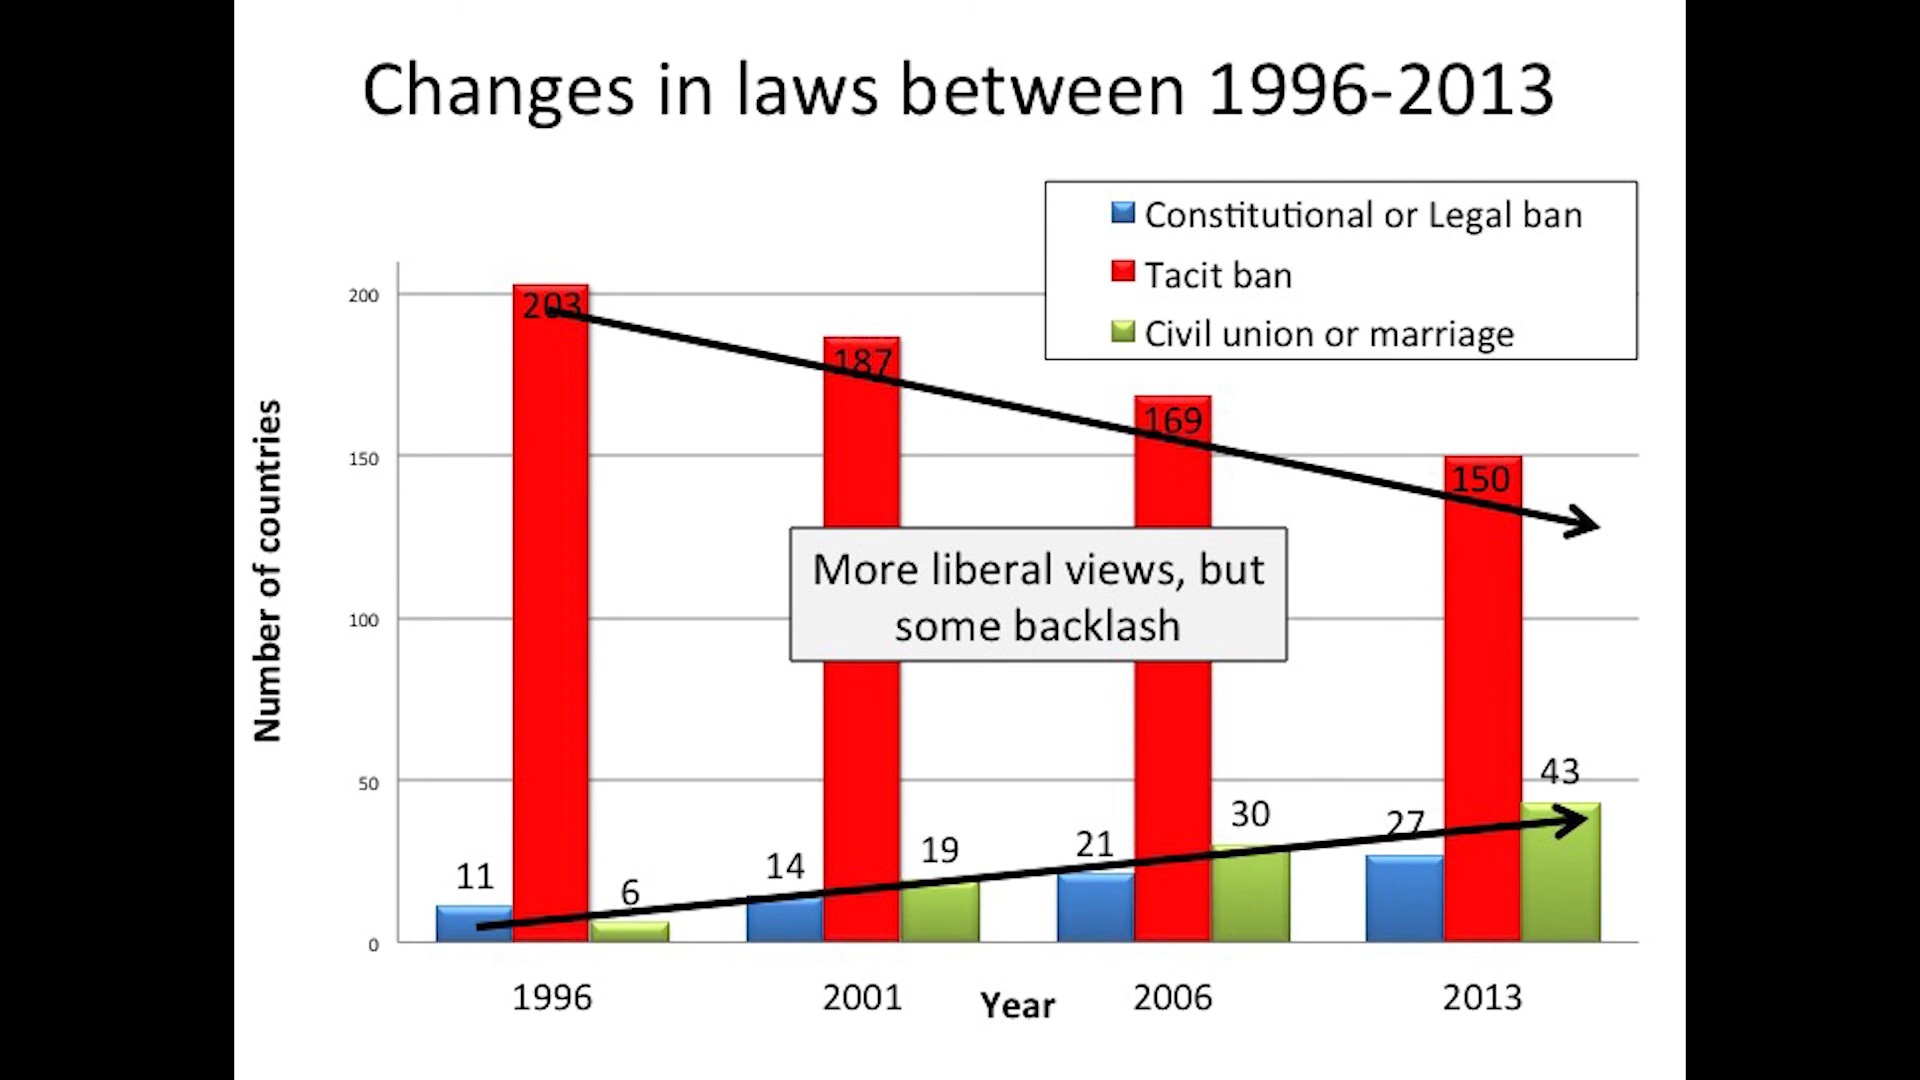 Changes in laws between 1996-2013
Constitutional or Legal ban
Tacit ban
Civil union or marriage
Number of countries
200
150
100
50
0
203
187
169
150
More liberal views, but
some backlash
11
6
14
19
21
30
27
43
1996
2001
2006
2013
Year